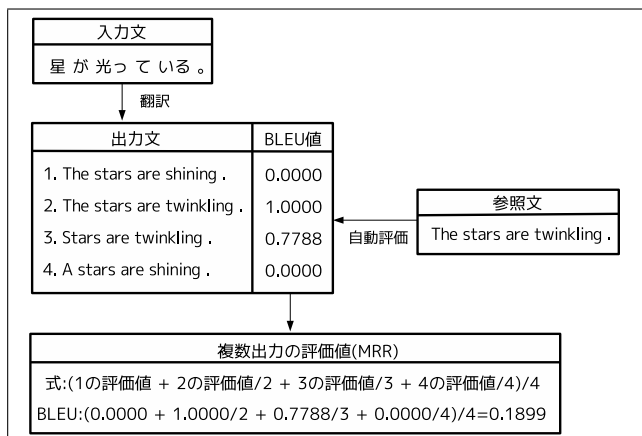 入力文
星 が 光っ て いる 。
翻訳
出力文 BLEU値
1. The stars are shining . 0.0000
2. The stars are twinkling . 1.0000
3. Stars are twinkling . 0.7788
4. A stars are shining . 0.0000
参照文
The stars are twinkling .
自動評価
複数出力の評価値(MRR)
式:(1の評価値 + 2の評価値/2 + 3の評価値/3 + 4の評価値/4)/4
BLEU:(0.0000 + 1.0000/2 + 0.7788/3 + 0.0000/4)/4=0.1899